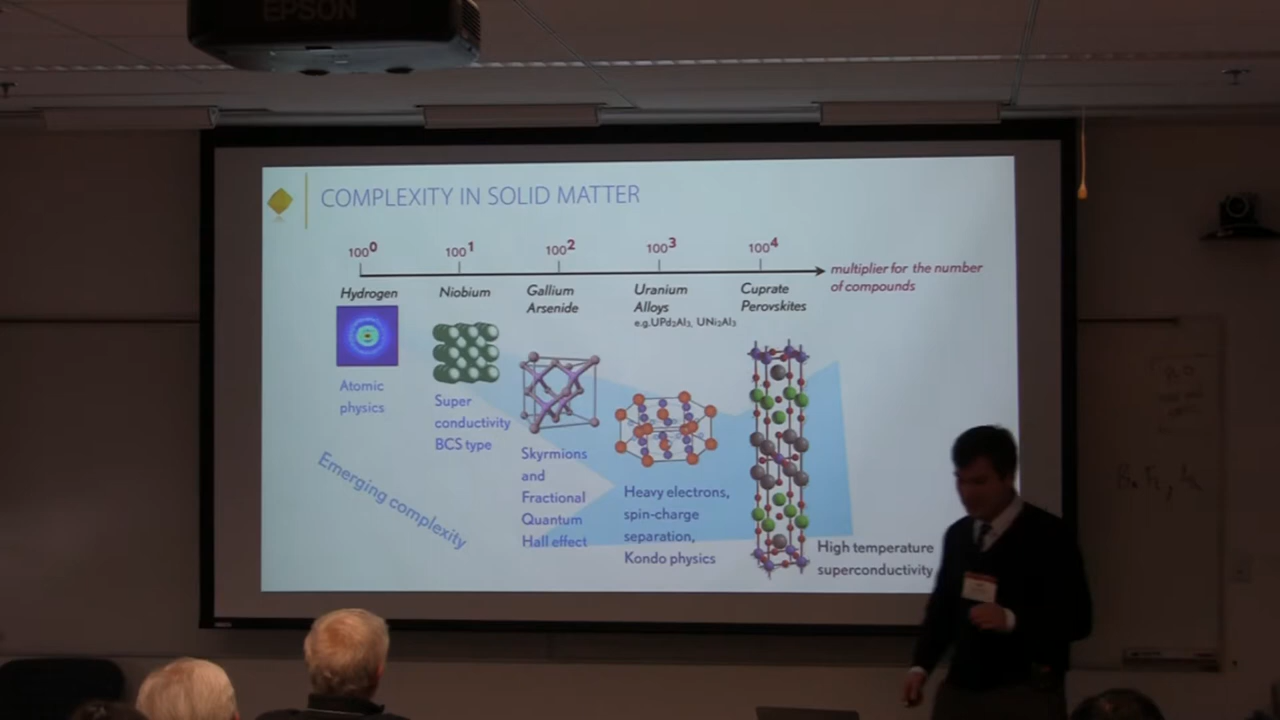 EPSON
COMPLEXITY IN SOLID MATTER
100⁰ 100¹ 100² 100³ 100⁴
multiplier for the number
of compounds
Hydrogen
Niobium
Gallium
Arsenide
Uranium
Alloys
e.g.UPd₂Al₃, UNi₂Al₃
Cuprate
Perovskites
Atomic
physics
Super
conductivity
BCS type
Skyrmions
and
Fractional
Quantum
Hall effect
Heavy electrons,
spin-charge
separation,
Kondo physics
High temperature
superconductivity
Emerging complexity